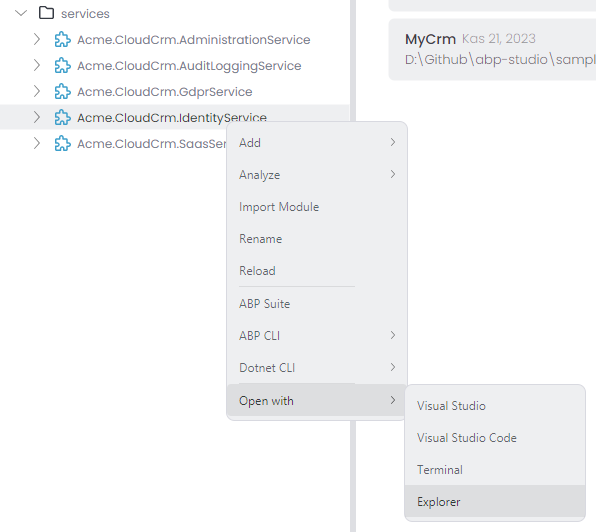 services
Acme.CloudCrm.AdministrationService
Acme.CloudCrm.AuditLoggingService
Acme.CloudCrm.GdprService
Acme.CloudCrm.IdentityService
Acme.CloudCrm.SaasSer
MyCrm Kas 21, 2023
D:\Github\abp-studio\sampl
Add
Analyze
Import Module
Rename
Reload
ABP Suite
ABP CLI
Dotnet CLI
Open with
Visual Studio
Visual Studio Code
Terminal
Explorer